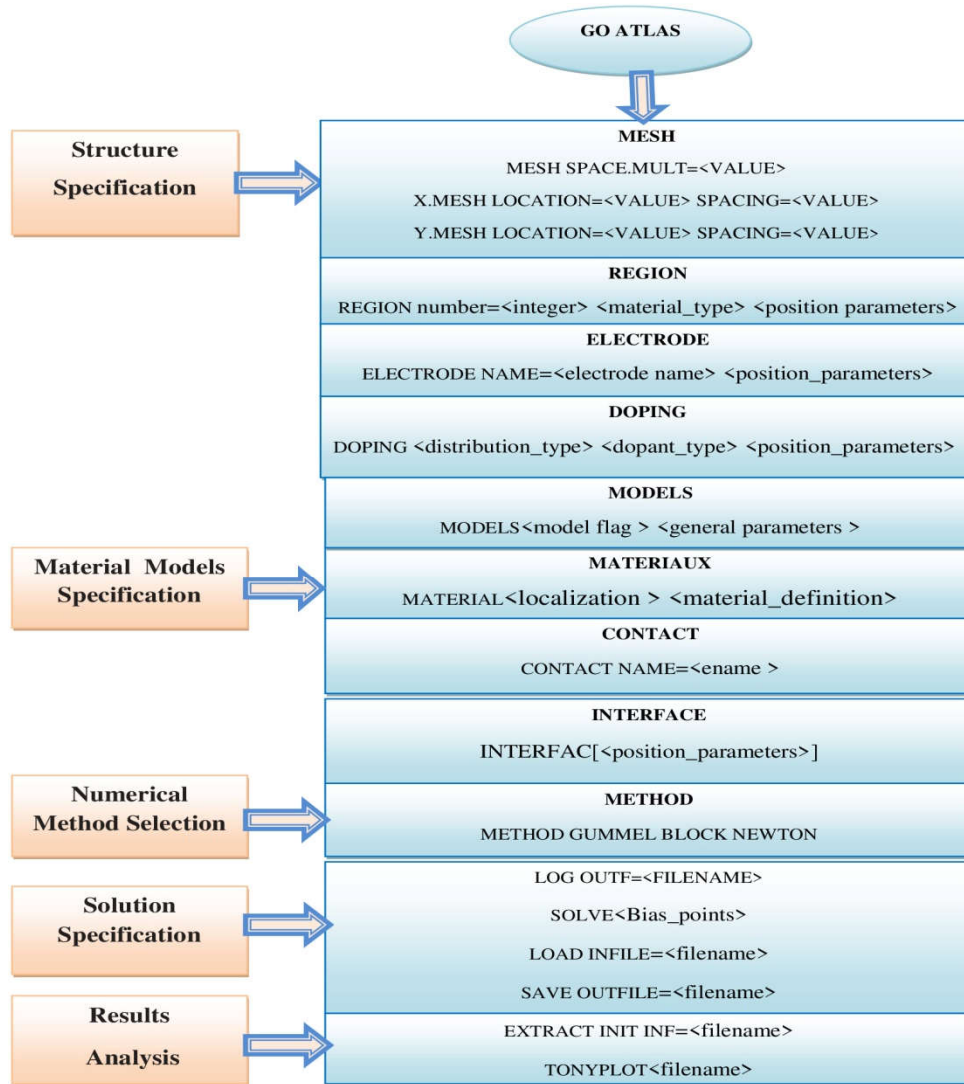 GO ATLAS
Structure
Specification
MESH
MESH SPACE.MULT=<VALUE>
X.MESH LOCATION=<VALUE> SPACING=<VALUE>
Y.MESH LOCATION=<VALUE> SPACING=<VALUE>
REGION
REGION number=<integer> <material_type> <position parameters>
ELECTRODE
ELECTRODE NAME=<electrode name> <position_parameters>
DOPING
DOPING <distribution_type> <dopant_type> <position_parameters>
Material Models
Specification
MODELS
MODELS<model flag > <general parameters >
MATERIAUX
MATERIAL<localization > <material_definition>
CONTACT
CONTACT NAME=<ename >
INTERFACE
INTERFAC[<position_parameters>]
Numerical
Method Selection
METHOD
METHOD GUMMEL BLOCK NEWTON
Solution
Specification
LOG OUTF=<FILENAME>
SOLVE<Bias_points>
LOAD INFILE=<filename>
SAVE OUTFILE=<filename>
Results
Analysis
EXTRACT INIT INF=<filename>
TONYPLOT<filename>